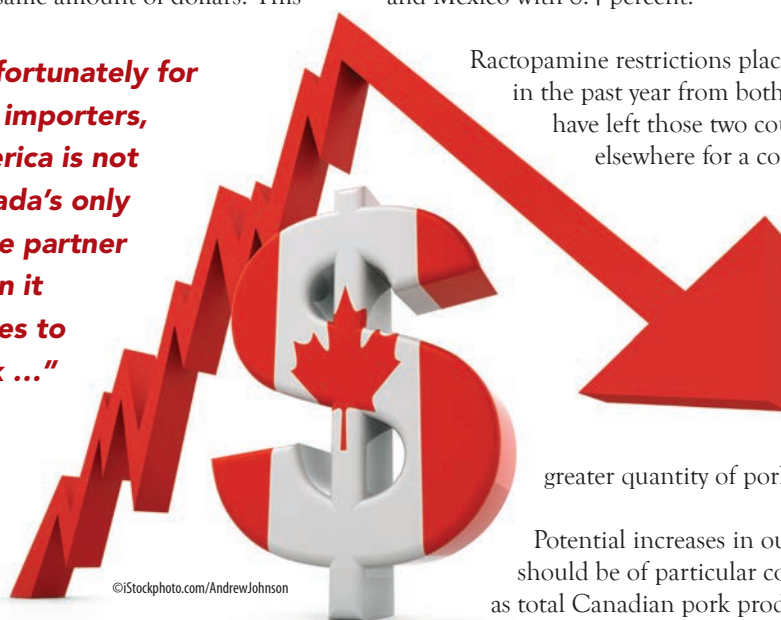 same amount of dollars. This
fortunately for
importers,
erica is not
ada's only
e partner
n it
es to
k …"
©iStockphoto.com/AndrewJohnson
and Mexico with percent.
Ractopamine restrictions plac
in the past year from both
have left those two cou
elsewhere for a co
greater quantity of pork
Potential increases in ou
should be of particular co
as total Canadian pork prod